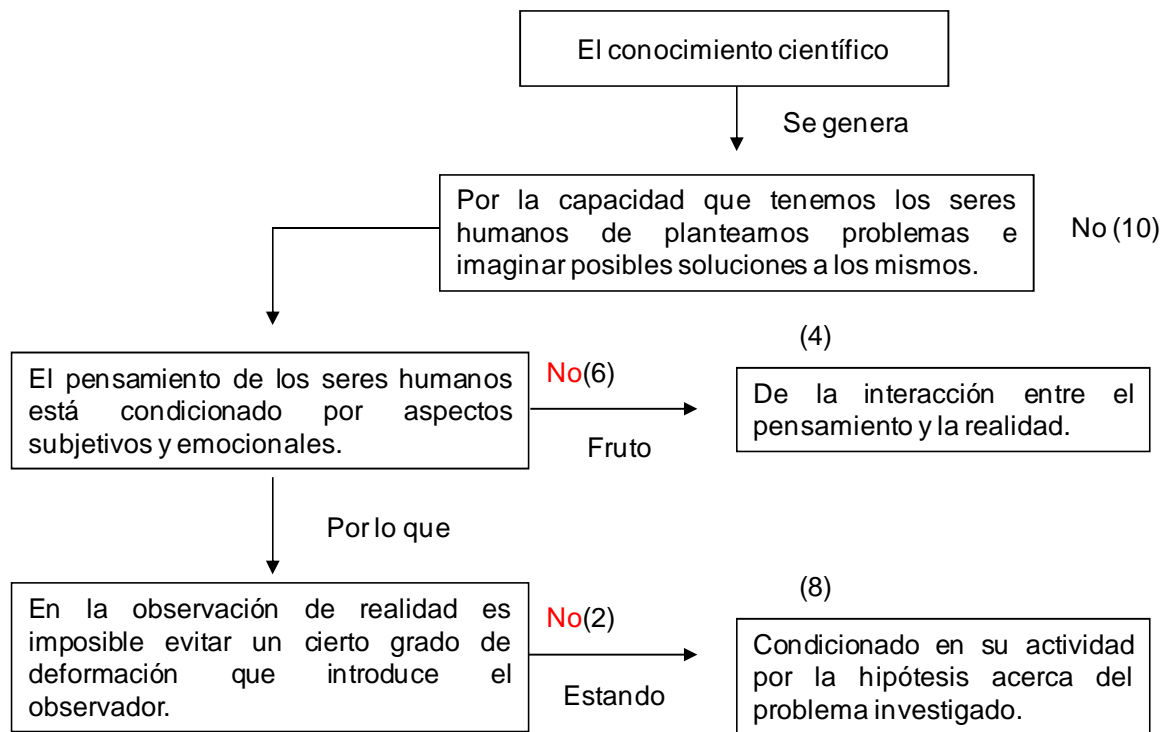 El conocimiento científico
Se genera
Por la capacidad que tenemos los seres
humanos de plantearnos problemas e
imaginar posibles soluciones a los mismos.
No (10)
(4)
El pensamiento de los seres humanos
está condicionado por aspectos
subjetivos y emocionales.
No(6)
Fruto
De la interacción entre el
pensamiento y la realidad.
Por lo que
(8)
En la observación de realidad es
imposible evitar un cierto grado de
deformación que introduce el
observador.
No(2)
Estando
Condicionado en su actividad
por la hipótesis acerca del
problema investigado.